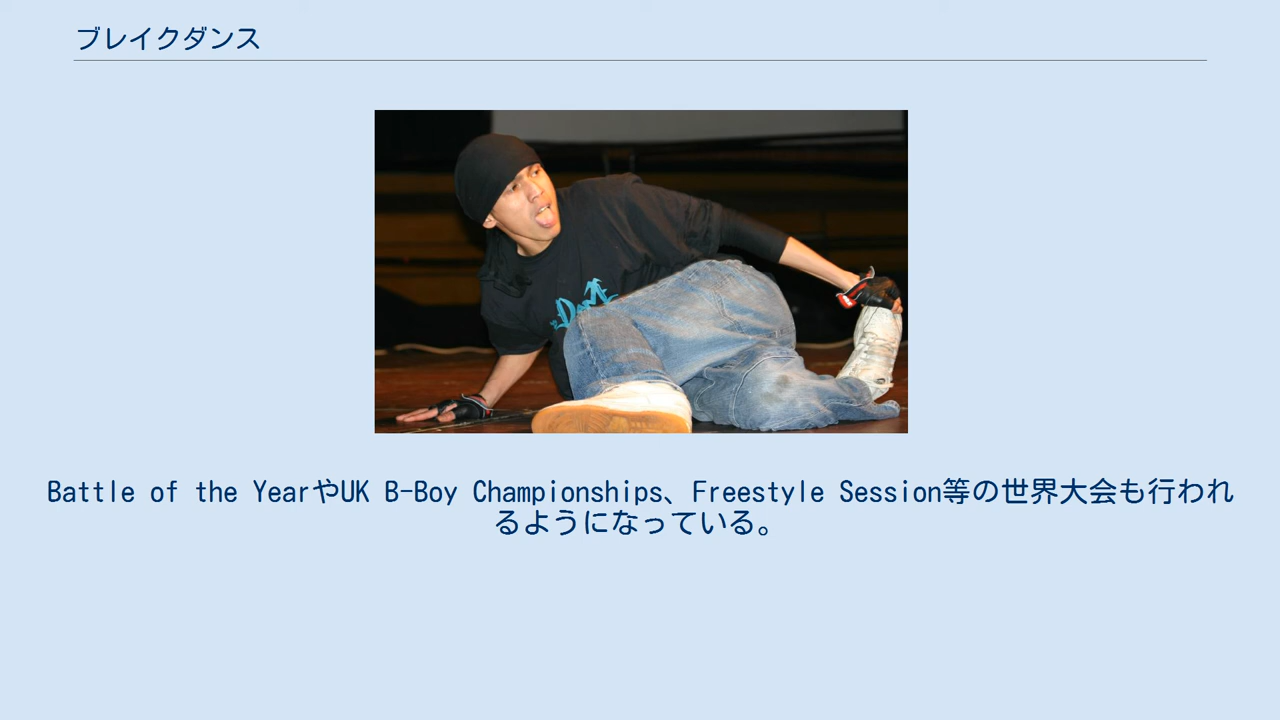 ブレイクダンス
Battle of the YearやUK B-Boy Championships、Freestyle Session等の世界大会も行われ
るようになっている。